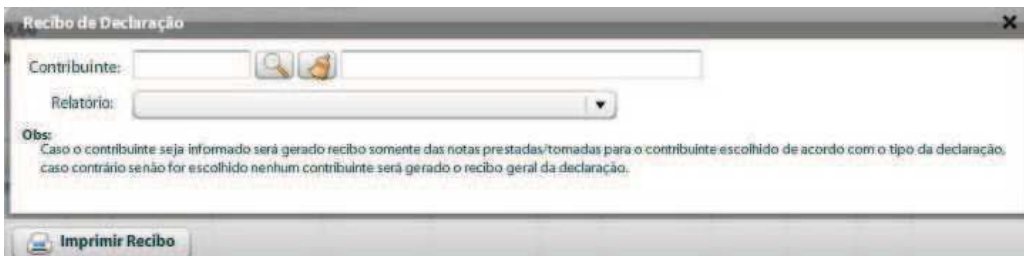 Recibo de Declaração
Contribuinte:
Relatório:
Obs:
Caso o contribuinte seja informado será gerado recibo somente das notas prestadas/tomadas para o contribuinte escolhido de acordo com o tipo da declaração,
caso contrário senão for escolhido nenhum contribuinte será gerado o recibo geral da declaração.
Imprimir Recibo